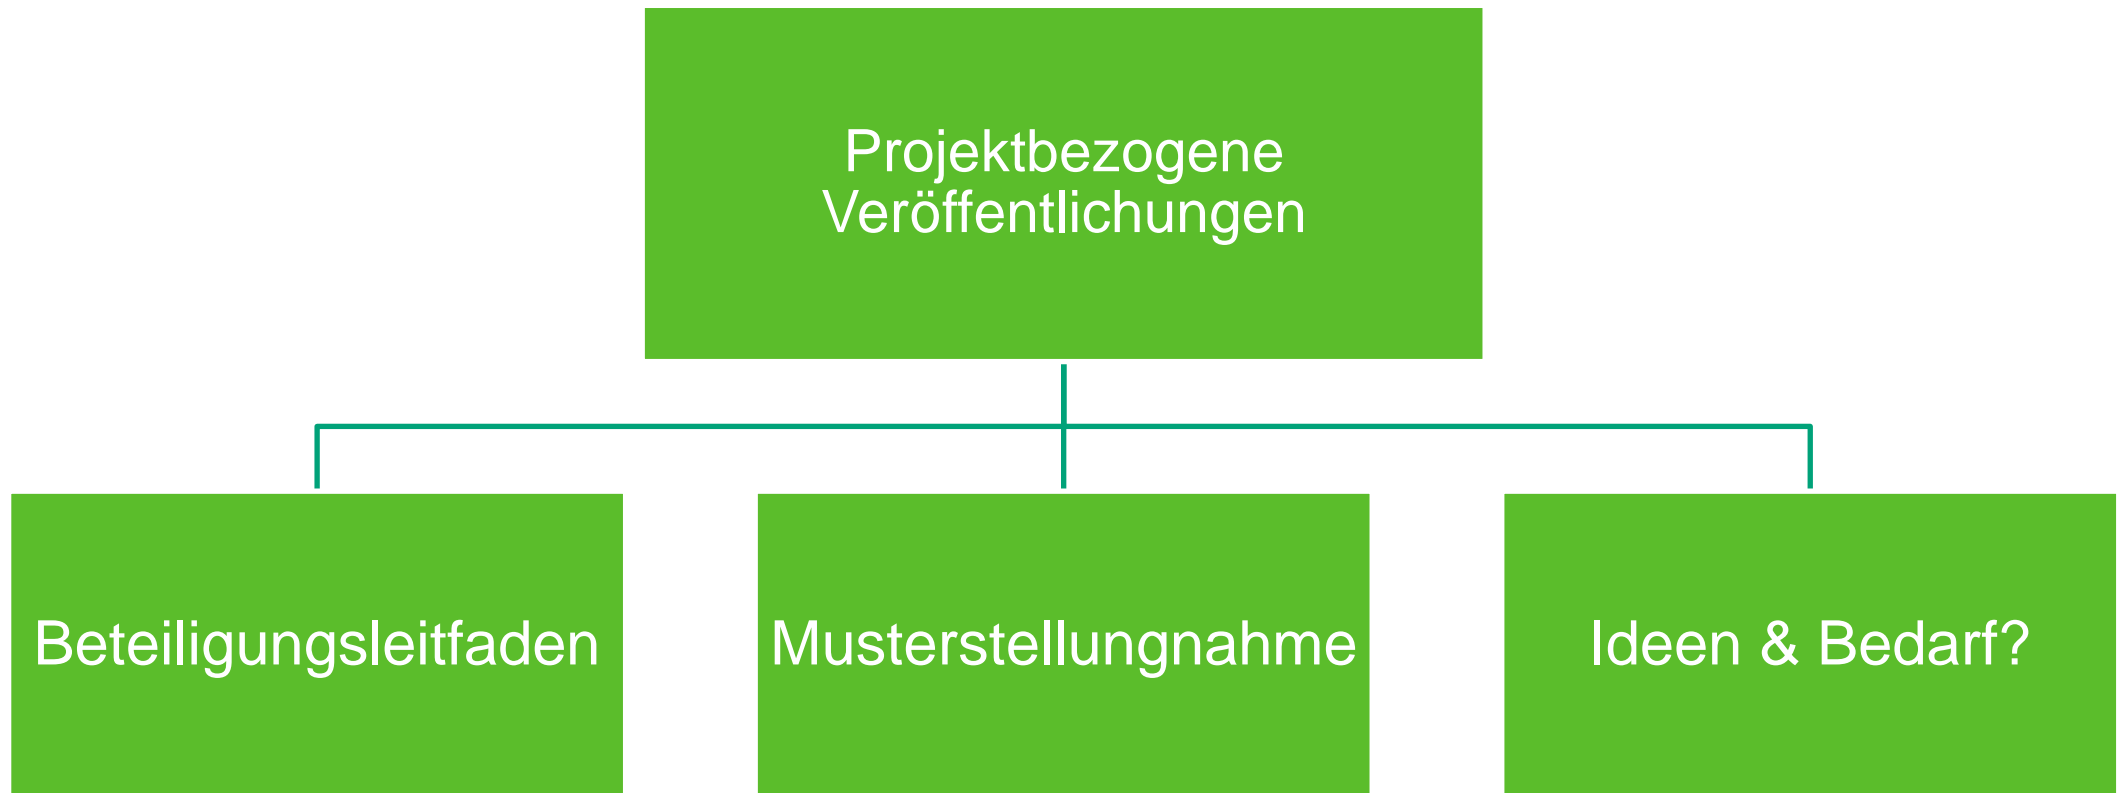 Projektbezogene
Veröffentlichungen
Beteiligungsleitfaden
Musterstellungnahme
Ideen & Bedarf?